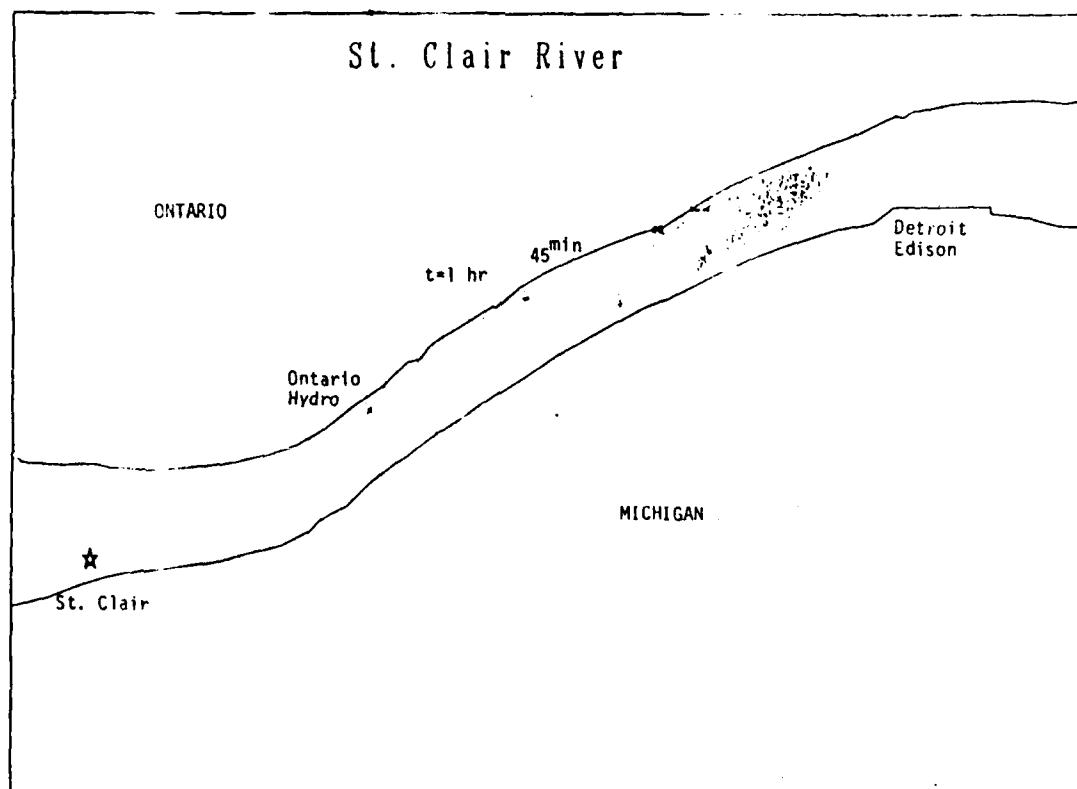 St. Clair River
ONTARIO
45min
t=1 hr
Detroit
Edison
Ontario
Hydro
MICHIGAN
St. Clair